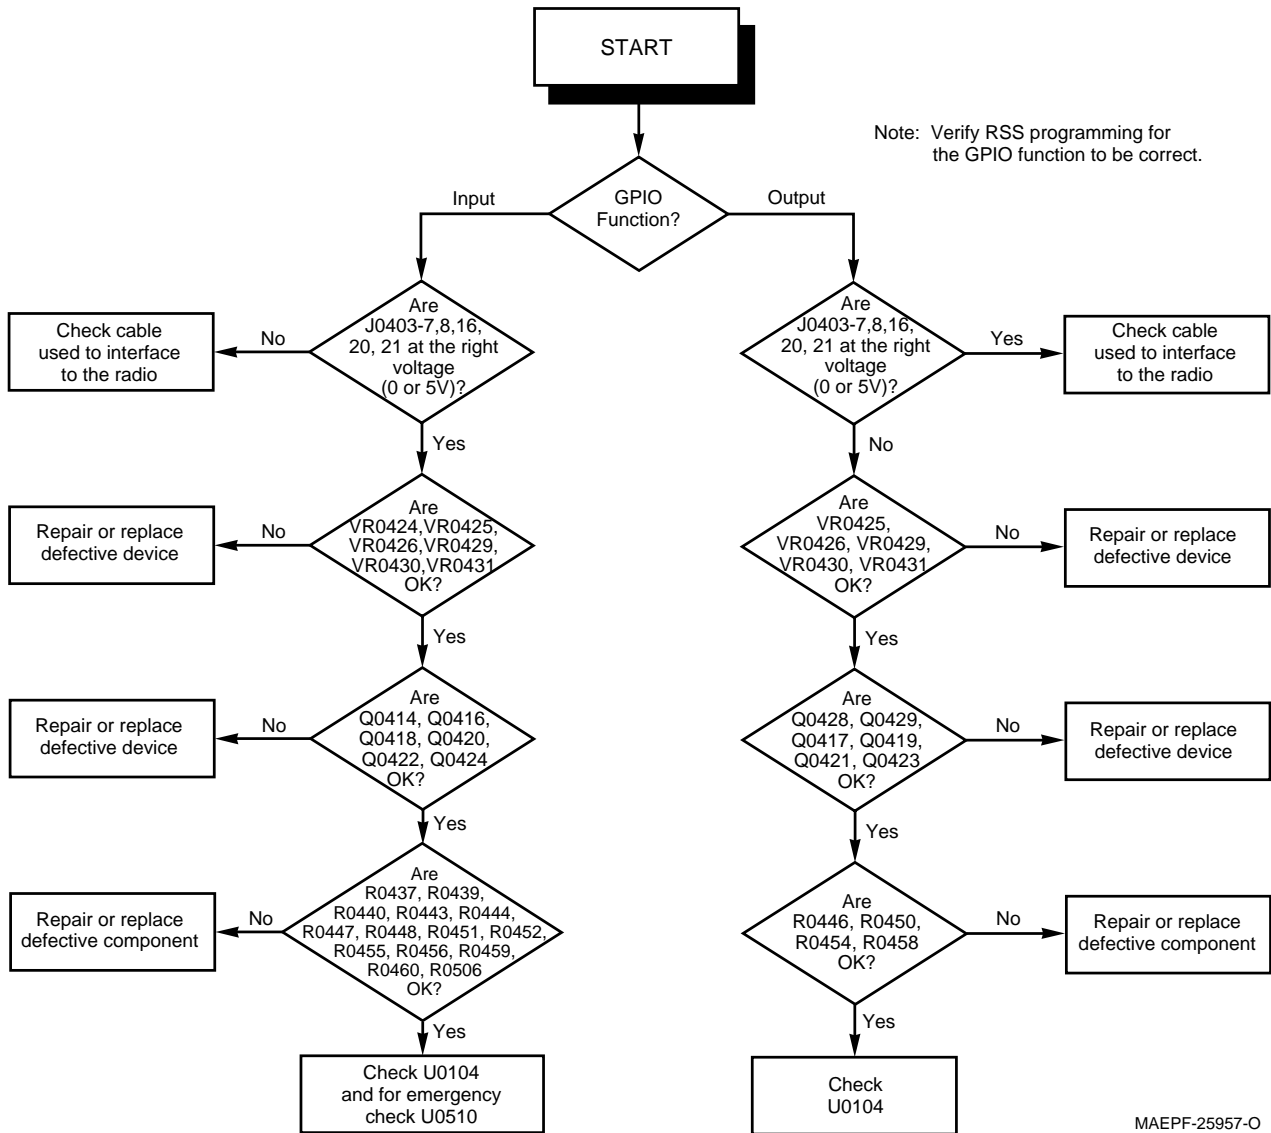 START
Note: Verify RSS programming for
the GPIO function to be correct.
GPIO
Function?
Input
Output
Are
J0403-7,8,16,
20, 21 at the right
voltage
(0 or 5V)?
No
Check cable
used to interface
to the radio
Yes
Are
J0403-7,8,16,
20, 21 at the right
voltage
(0 or 5V)?
Yes
Check cable
used to interface
to the radio
No
Are
VR0424,VR0425,
VR0426,VR0429,
VR0430,VR0431
OK?
No
Repair or replace
defective device
Yes
Are
VR0425,
VR0426, VR0429,
VR0430, VR0431
OK?
No
Repair or replace
defective device
Yes
Are
Q0414, Q0416,
Q0418, Q0420,
Q0422, Q0424
OK?
No
Repair or replace
defective device
Yes
Are
Q0428, Q0429,
Q0417, Q0419,
Q0421, Q0423
OK?
No
Repair or replace
defective device
Yes
Are
R0437, R0439,
R0440, R0443, R0444,
R0447, R0448, R0451, R0452,
R0455, R0456, R0459,
R0460, R0506
OK?
No
Repair or replace
defective component
Yes
Are
R0446, R0450,
R0454, R0458
OK?
No
Repair or replace
defective component
Yes
Check U0104
and for emergency
check U0510
Check
U0104
MAEPF-25957-O